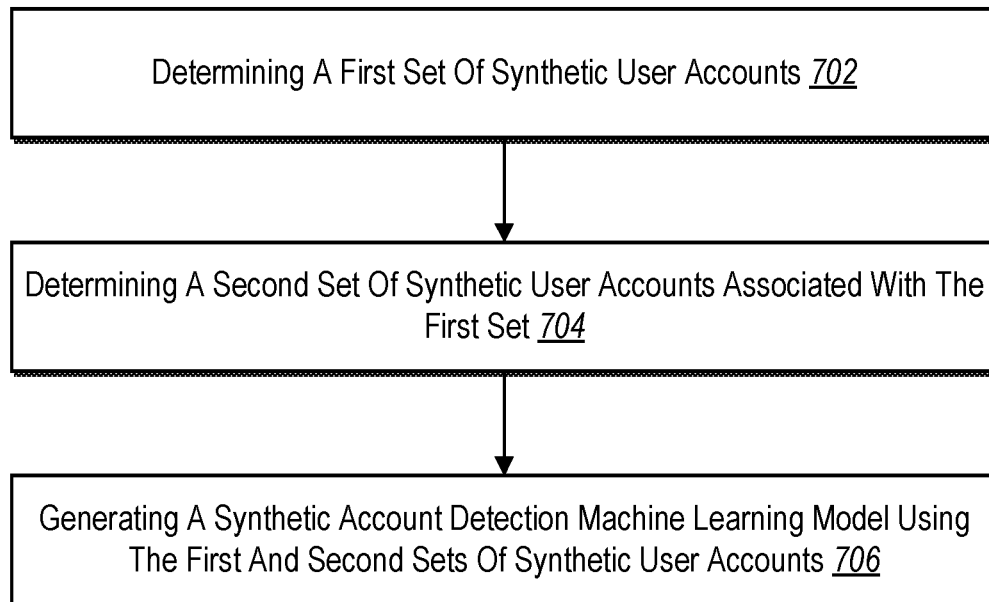 Determining A First Set Of Synthetic User Accounts 702
Determining A Second Set Of Synthetic User Accounts Associated With The
First Set 704
Generating A Synthetic Account Detection Machine Learning Model Using
The First And Second Sets Of Synthetic User Accounts 706